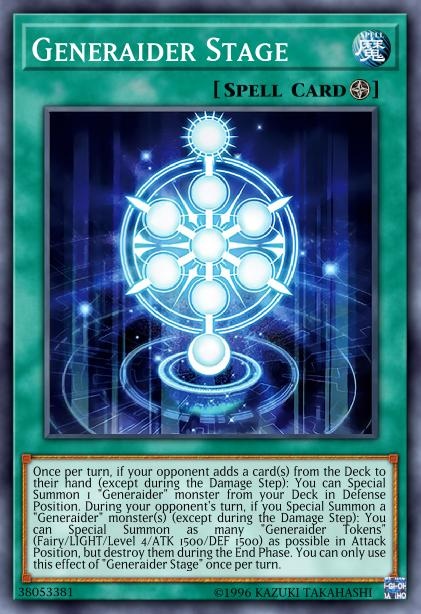 Generaider Stage
SPELL
魔
[Spell Card]
Once per turn, if your opponent adds a card(s) from the Deck to
their hand (except during the Damage Step): You can Special
Summon 1 "Generaider" monster from your Deck in Defense
Position. During your opponent's turn, if you Special Summon a
"Generaider" monster(s) (except during the Damage Step): You
can Special Summon as many "Generaider Tokens"
(Fairy/LIGHT/Level 4/ATK 1500/DEF 1500) as possible in Attack
Position, but destroy them during the End Phase. You can only use
this effect of "Generaider Stage" once per turn.
38053381
©1996 KAZUKI TAKAHASHI